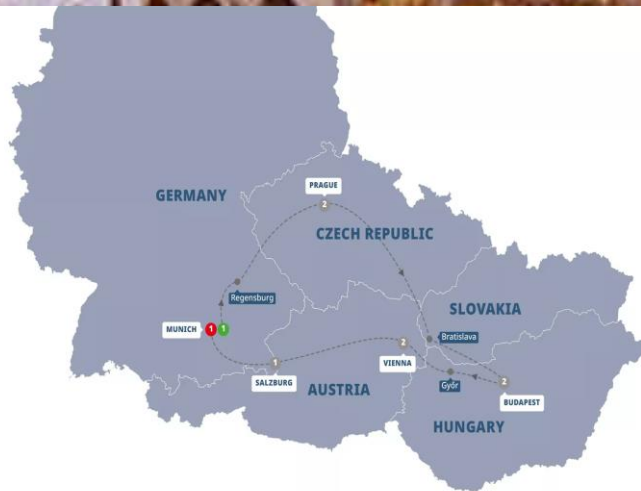 PRAGUE
2
GERMANY
CZECH REPUBLIC
Regensburg
SLOVAKIA
MUNICH
1
1
Bratislava
2
VIENNA
1
SALZBURG
2
Győr
AUSTRIA
BUDAPEST
HUNGARY